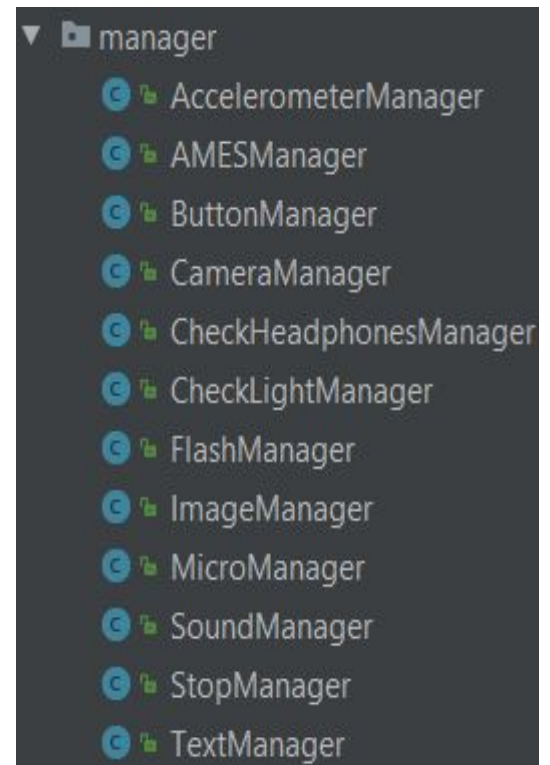 manager
AccelerometerManager
AMESManager
ButtonManager
CameraManager
CheckHeadphonesManager
CheckLightManager
FlashManager
ImageManager
MicroManager
SoundManager
StopManager
TextManager